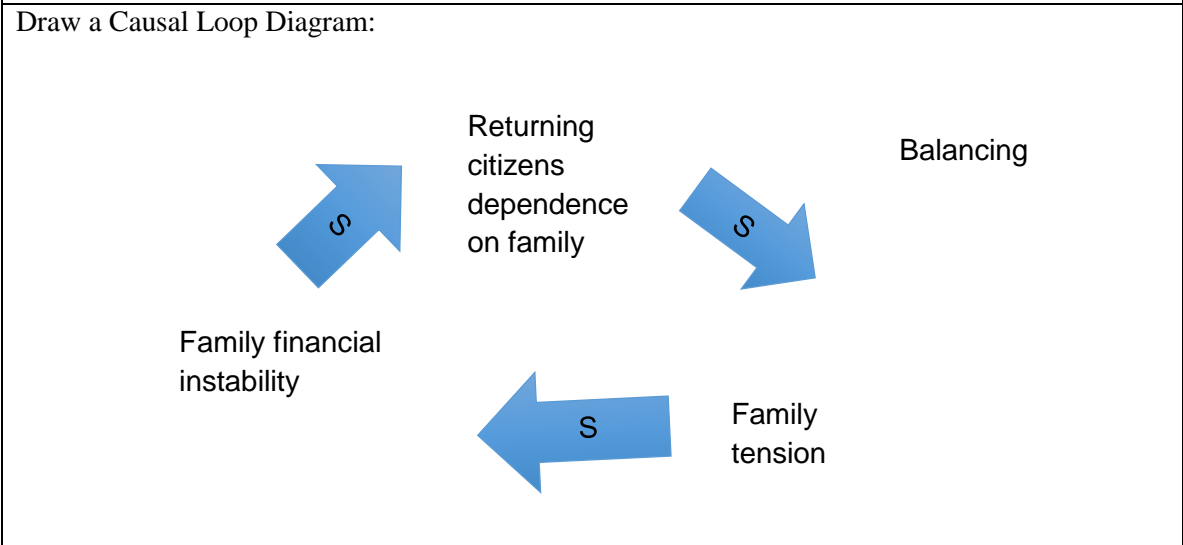 Draw a Causal Loop Diagram:
Returning
citizens
dependence
on family
Balancing
S
S
Family financial
instability
S
Family
tension